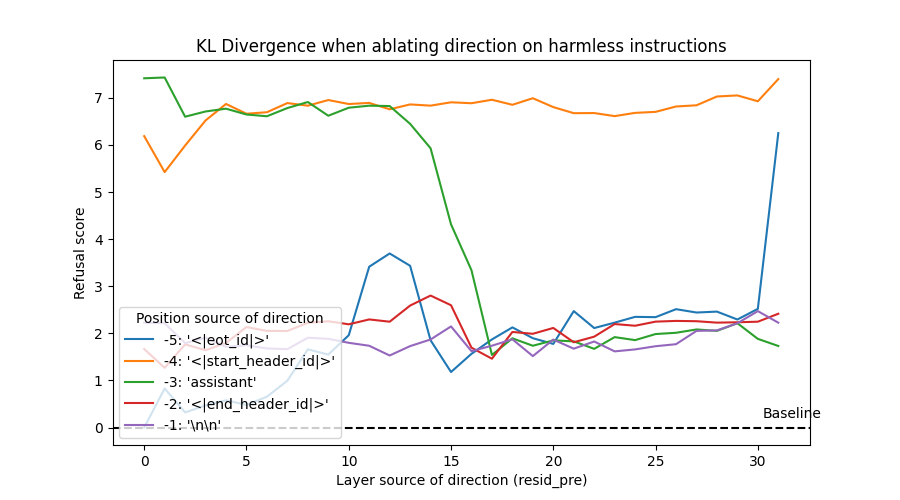 KL Divergence when ablating direction on harmless instructions
Refusal score
7
6
5
4
3
2
1
0
Position source of direction
-5: '<|eot_id|>'
-4: '<|start_header_id|>'
-3: 'assistant'
-2: '<|end_header_id|>'
-1: '\n\n'
Baseline
0
5
10
15
20
25
30
Layer source of direction (resid_pre)